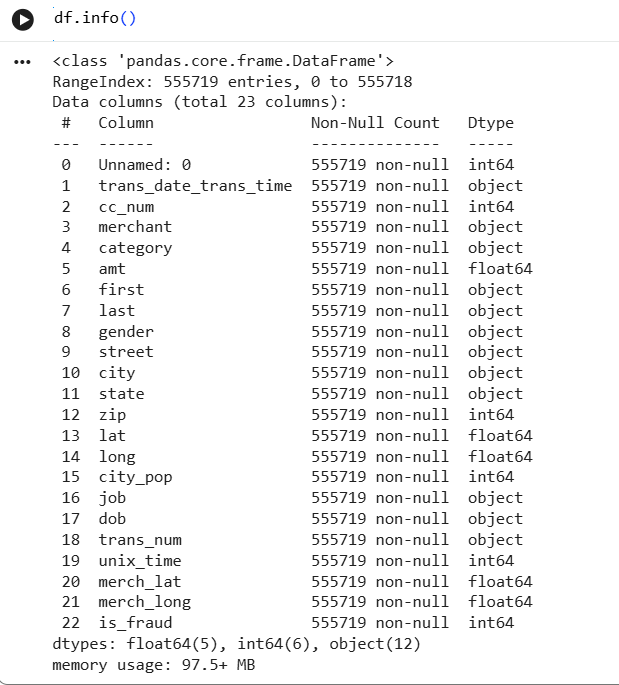 df.info()
<class 'pandas.core.frame.DataFrame'>
RangeIndex: 555719 entries, 0 to 555718
Data columns (total 23 columns):
 #   Column                 Non-Null Count   Dtype
---  ------                 --------------   -----
 0   Unnamed: 0             555719 non-null  int64
 1   trans_date_trans_time  555719 non-null  object
 2   cc_num                 555719 non-null  int64
 3   merchant               555719 non-null  object
 4   category               555719 non-null  object
 5   amt                    555719 non-null  float64
 6   first                  555719 non-null  object
 7   last                   555719 non-null  object
 8   gender                 555719 non-null  object
 9   street                 555719 non-null  object
 10  city                   555719 non-null  object
 11  state                  555719 non-null  object
 12  zip                    555719 non-null  int64
 13  lat                    555719 non-null  float64
 14  long                   555719 non-null  float64
 15  city_pop               555719 non-null  int64
 16  job                    555719 non-null  object
 17  dob                    555719 non-null  object
 18  trans_num              555719 non-null  object
 19  unix_time              555719 non-null  int64
 20  merch_lat              555719 non-null  float64
 21  merch_long             555719 non-null  float64
 22  is_fraud               555719 non-null  int64
dtypes: float64(5), int64(6), object(12)
memory usage: 97.5+ MB